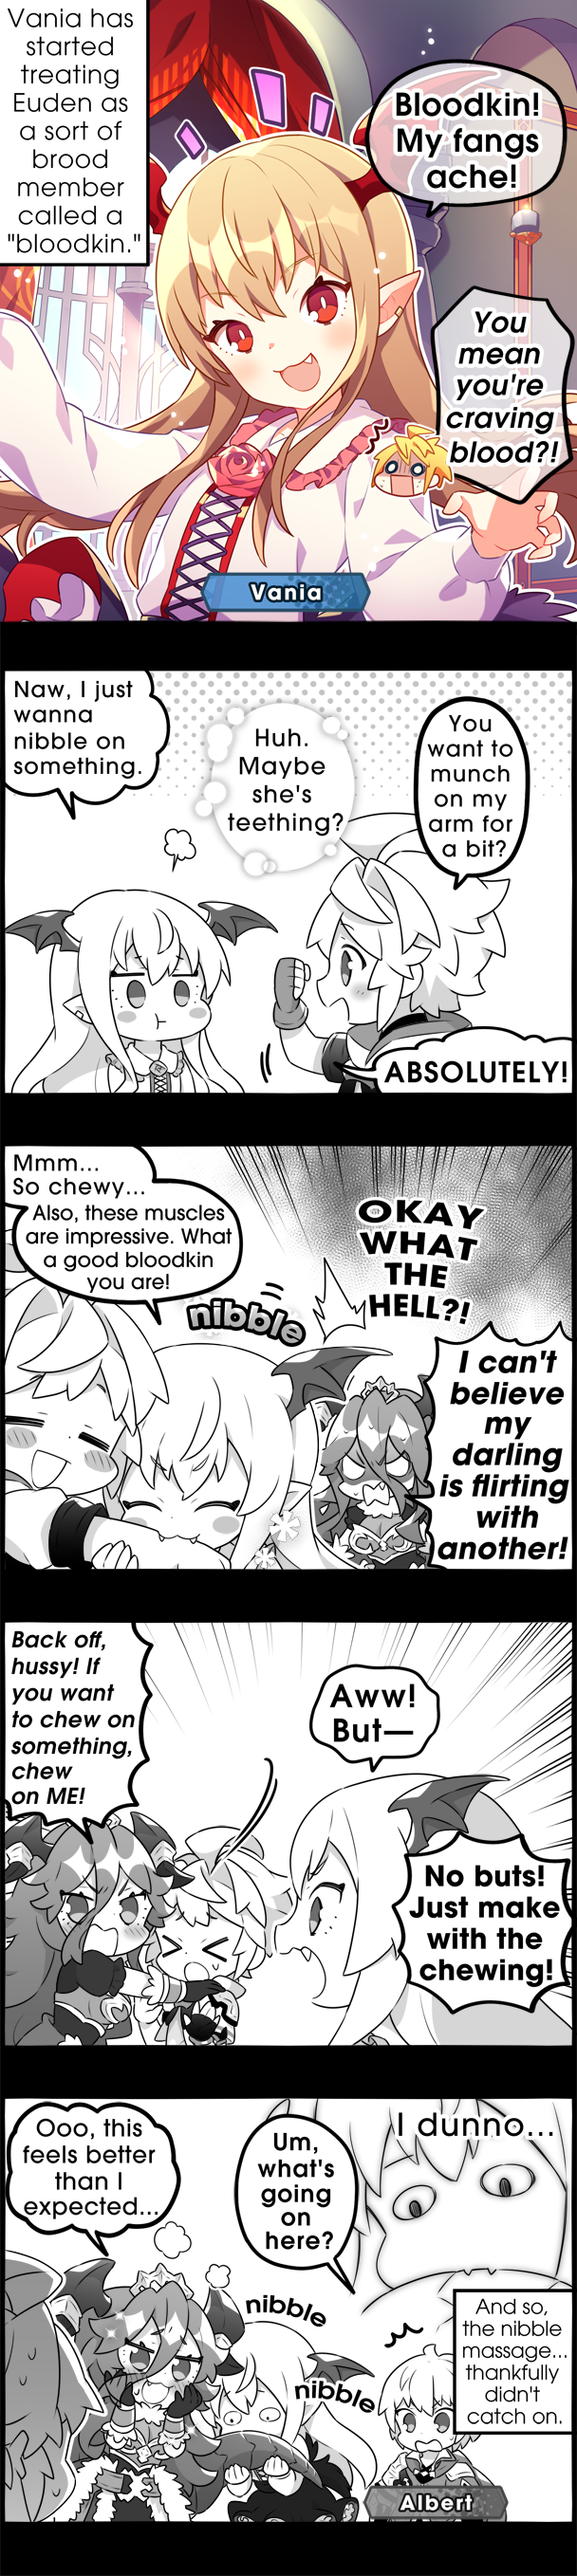 Vania has
started
treating
Euden as
a sort of
brood
member
called a
"bloodkin."
Bloodkin!
My fangs
ache!
You
mean
you're
craving
blood?!
Vania
Naw, I just
wanna
nibble on
something.
Huh.
Maybe
she's
teething?
You
want to
munch
on my
arm for
a bit?
ABSOLUTELY!
Mmm...
So chewy...
Also, these muscles
are impressive. What
a good bloodkin
you are!
nibble
OKAY
WHAT
THE
HELL?!
I can't
believe
my
darling
is flirting
with
another!
Back off,
hussy! If
you want
to chew on
something,
chew
on ME!
Aww!
But—
No buts!
Just make
with the
chewing!
Ooo, this
feels better
than I
expected...
Um,
what's
going
on
here?
I dunno...
nibble
nibble
And so,
the nibble
massage...
thankfully
didn't
catch on.
Albert